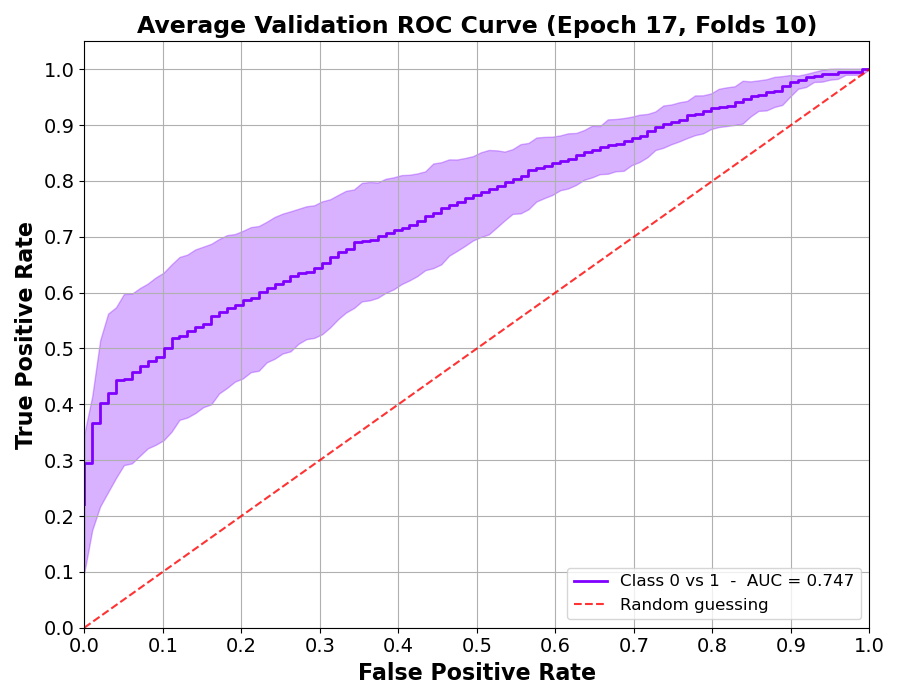 Average Validation ROC Curve (Epoch 17, Folds 10)
True Positive Rate
1.0
0.9
0.8
0.7
0.6
0.5
0.4
0.3
0.2
0.1
0.0
Class 0 vs 1 - AUC = 0.747
Random guessing
0.0 0.1 0.2 0.3 0.4 0.5 0.6 0.7 0.8 0.9 1.0
False Positive Rate